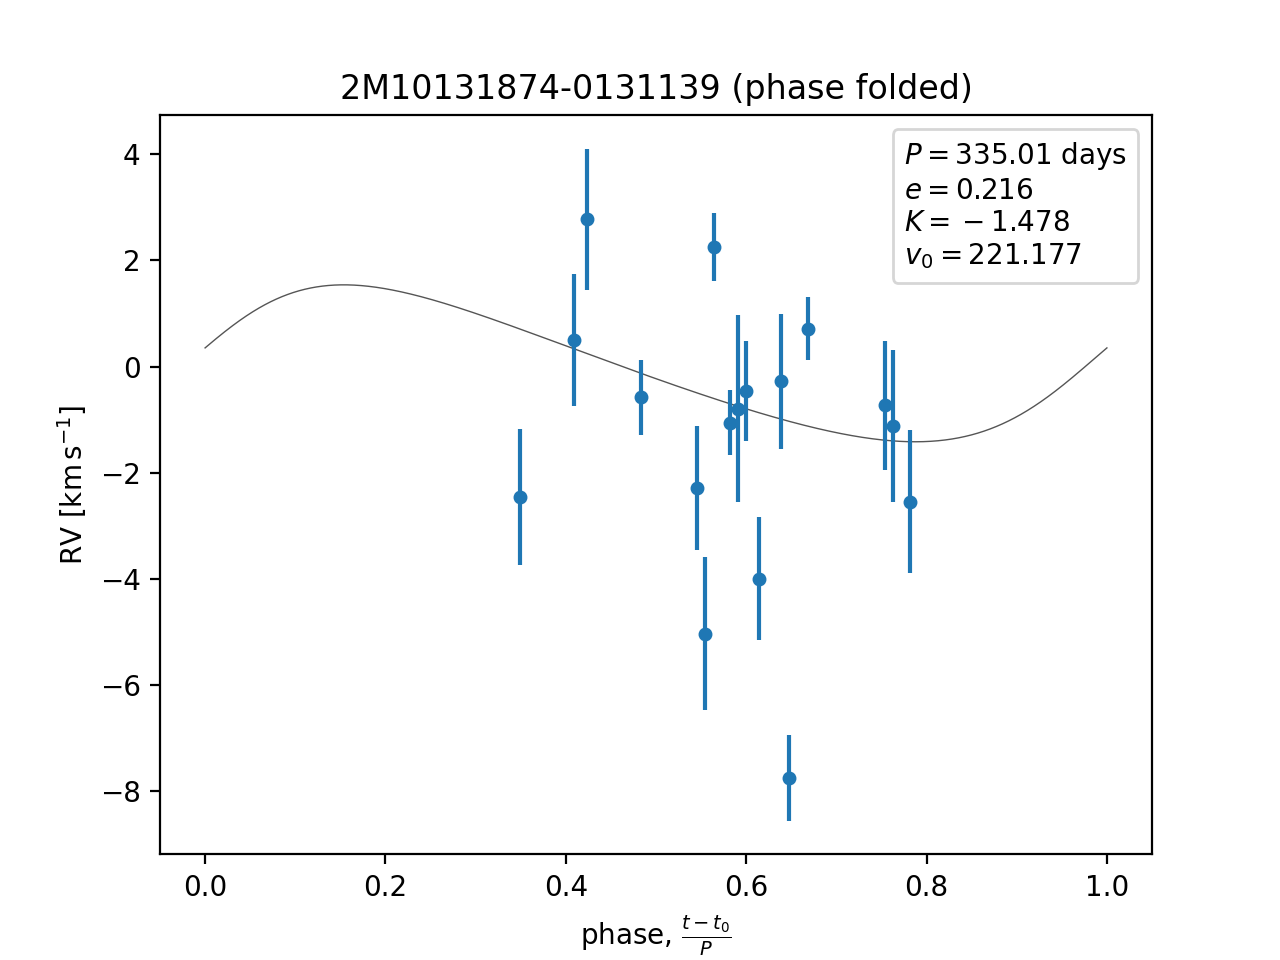 2M10131874-0131139 (phase folded)
P = 335.01 days
e = 0.216
K = −1.478
v₀ = 221.177
4
2
0
−2
−4
−6
−8
RV [km s⁻¹]
0.0 0.2 0.4 0.6 0.8 1.0
phase, (t − t₀)/P